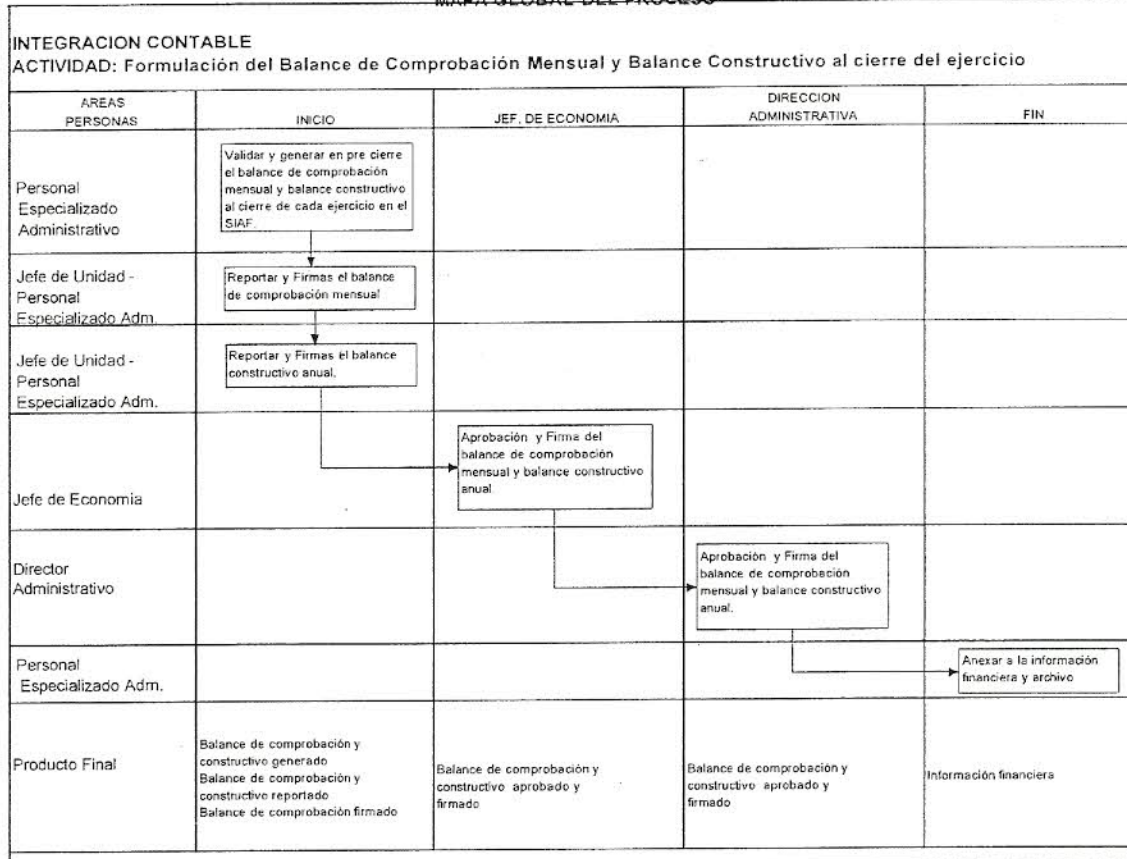 MAPA GLOBAL DEL PROCESO
INTEGRACION CONTABLE
ACTIVIDAD: Formulación del Balance de Comprobación Mensual y Balance Constructivo al cierre del ejercicio
AREAS
PERSONAS
INICIO
JEF. DE ECONOMIA
DIRECCION
ADMINISTRATIVA
FIN
Personal
Especializado
Administrativo
Validar y generar en pre cierre
el balance de comprobación
mensual y balance constructivo
al cierre de cada ejercicio en el
SIAF.
Jefe de Unidad -
Personal
Especializado Adm.
Reportar y Firmas el balance
de comprobación mensual
Jefe de Unidad -
Personal
Especializado Adm.
Reportar y Firmas el balance
constructivo anual.
Jefe de Economia
Aprobación y Firma del
balance de comprobación
mensual y balance constructivo
anual
Director
Administrativo
Aprobación y Firma del
balance de comprobación
mensual y balance constructivo
anual.
Personal
Especializado Adm.
Anexar a la información
financiera y archivo
Producto Final
Balance de comprobación y
constructivo generado
Balance de comprobación y
constructivo reportado
Balance de comprobación firmado
Balance de comprobación y
constructivo aprobado y
firmado
Balance de comprobación y
constructivo aprobado y
firmado
Información financiera